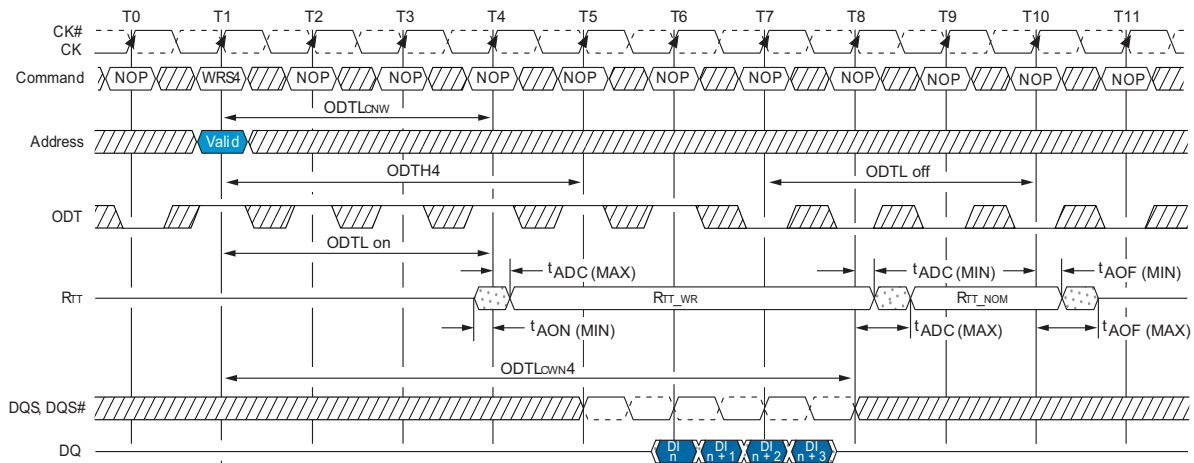 T0 T1 T2 T3 T4 T5 T6 T7 T8 T9 T10 T11
CK#
CK
Command NOP WRS4 NOP NOP NOP NOP NOP NOP NOP NOP NOP NOP
ODTLCNW
Address Valid
ODTH4 ODTL off
ODT
ODTL on
tADC (MAX) tADC (MIN) tAOF (MIN)
RTT RTT_WR RTT_NOM
tAON (MIN) tADC (MAX) tAOF (MAX)
ODTLCWN4
DQS, DQS#
DQ DI n DI n + 1 DI n + 2 DI n + 3